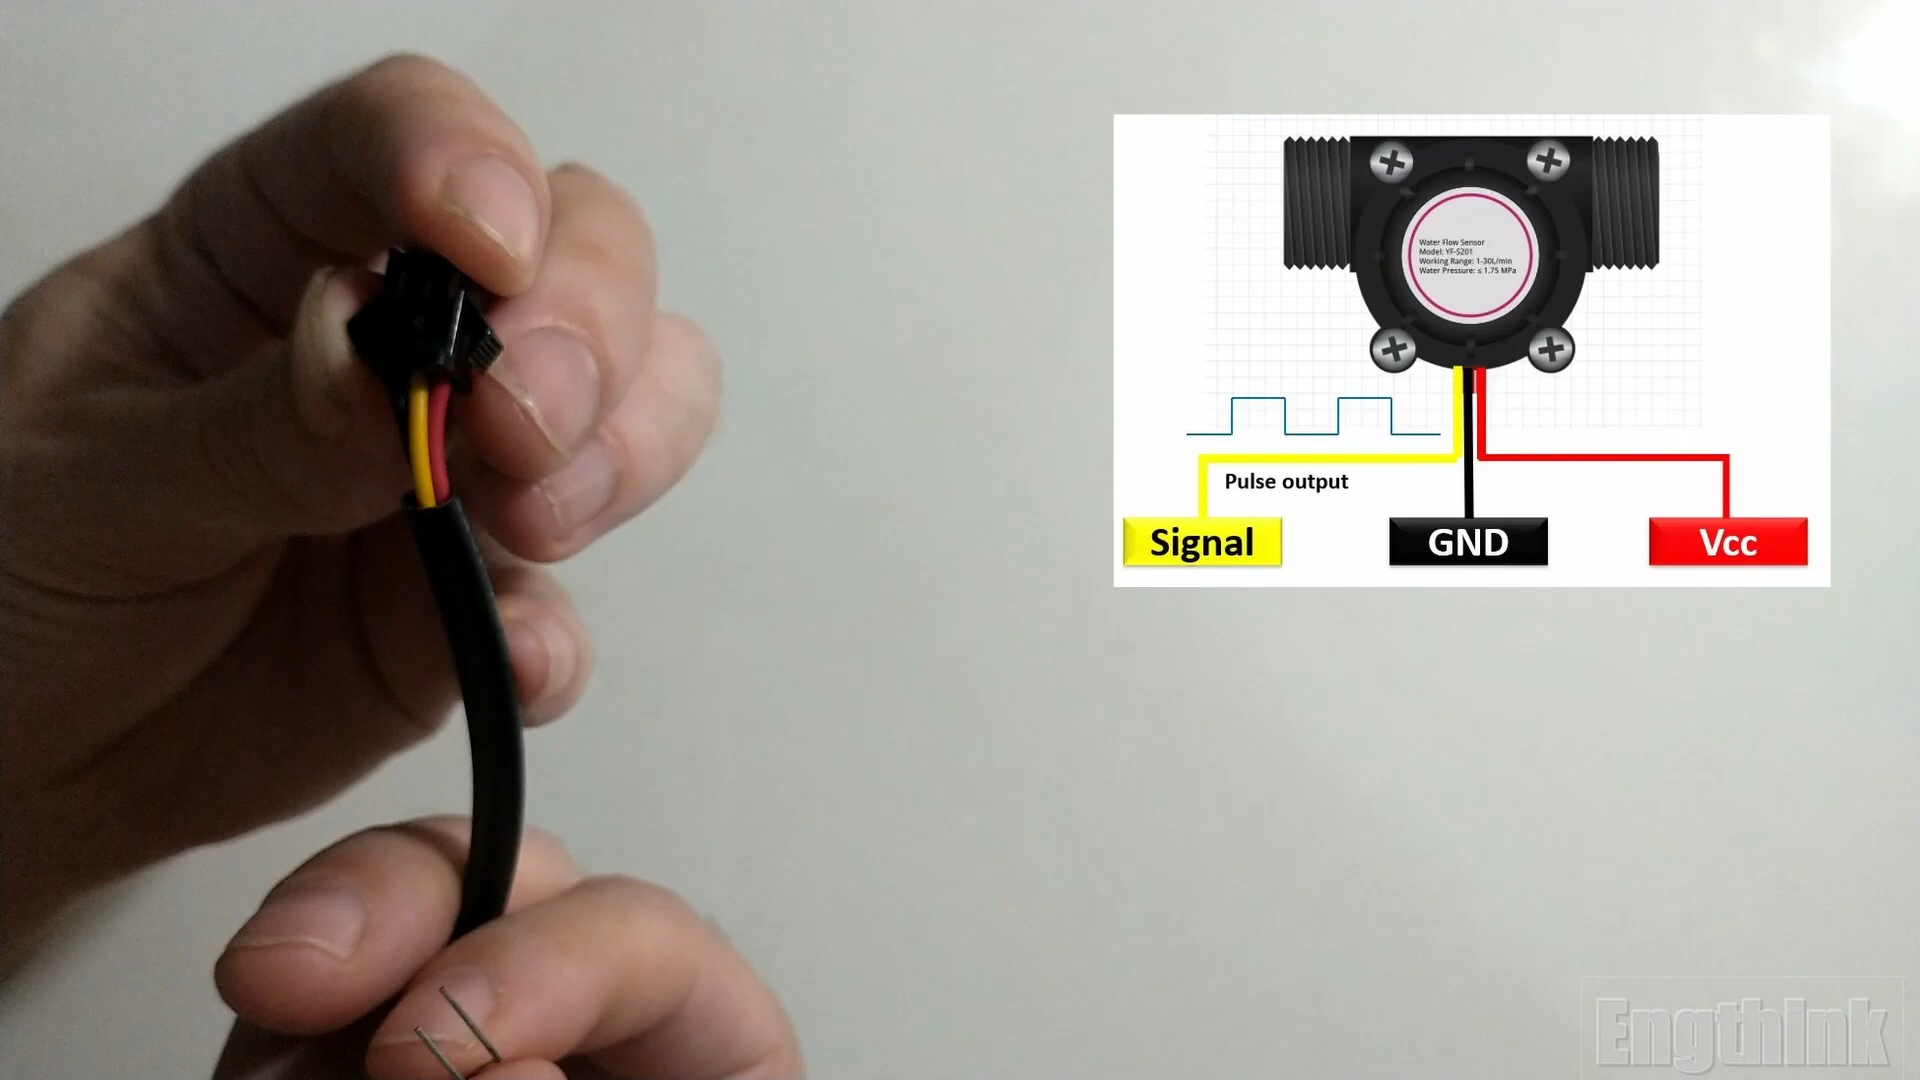 Water Flow Sensor
Model: YF-S201
Working Range: 1-30L/min
Water Pressure: ≤ 1.75 MPa
Pulse output
Signal
GND
Vcc
Engthink